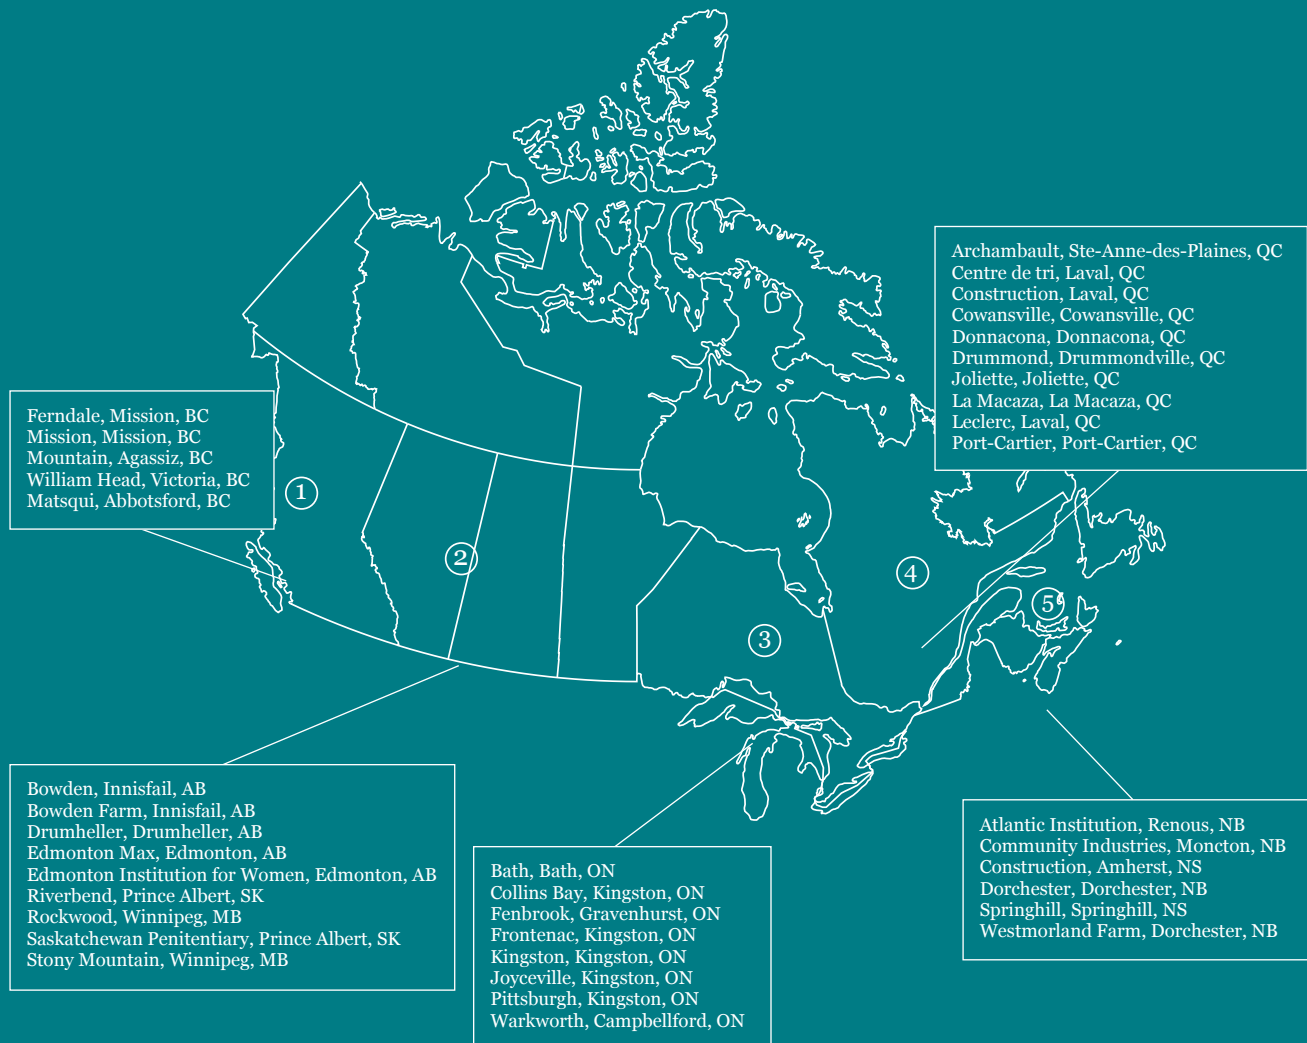 Archambault, Ste-Anne-des-Plaines, QC
Centre de tri, Laval, QC
Construction, Laval, QC
Cowansville, Cowansville, QC
Donnacona, Donnacona, QC
Drummond, Drummondville, QC
Joliette, Joliette, QC
La Macaza, La Macaza, QC
Leclerc, Laval, QC
Port-Cartier, Port-Cartier, QC
Ferndale, Mission, BC
Mission, Mission, BC
Mountain, Agassiz, BC
William Head, Victoria, BC
Matsqui, Abbotsford, BC
1
2
3
4
5
Bowden, Innisfail, AB
Bowden Farm, Innisfail, AB
Drumheller, Drumheller, AB
Edmonton Max, Edmonton, AB
Edmonton Institution for Women, Edmonton, AB
Riverbend, Prince Albert, SK
Rockwood, Winnipeg, MB
Saskatchewan Penitentiary, Prince Albert, SK
Stony Mountain, Winnipeg, MB
Bath, Bath, ON
Collins Bay, Kingston, ON
Fenbrook, Gravenhurst, ON
Frontenac, Kingston, ON
Kingston, Kingston, ON
Joyceville, Kingston, ON
Pittsburgh, Kingston, ON
Warkworth, Campbellford, ON
Atlantic Institution, Renous, NB
Community Industries, Moncton, NB
Construction, Amherst, NS
Dorchester, Dorchester, NB
Springhill, Springhill, NS
Westmorland Farm, Dorchester, NB